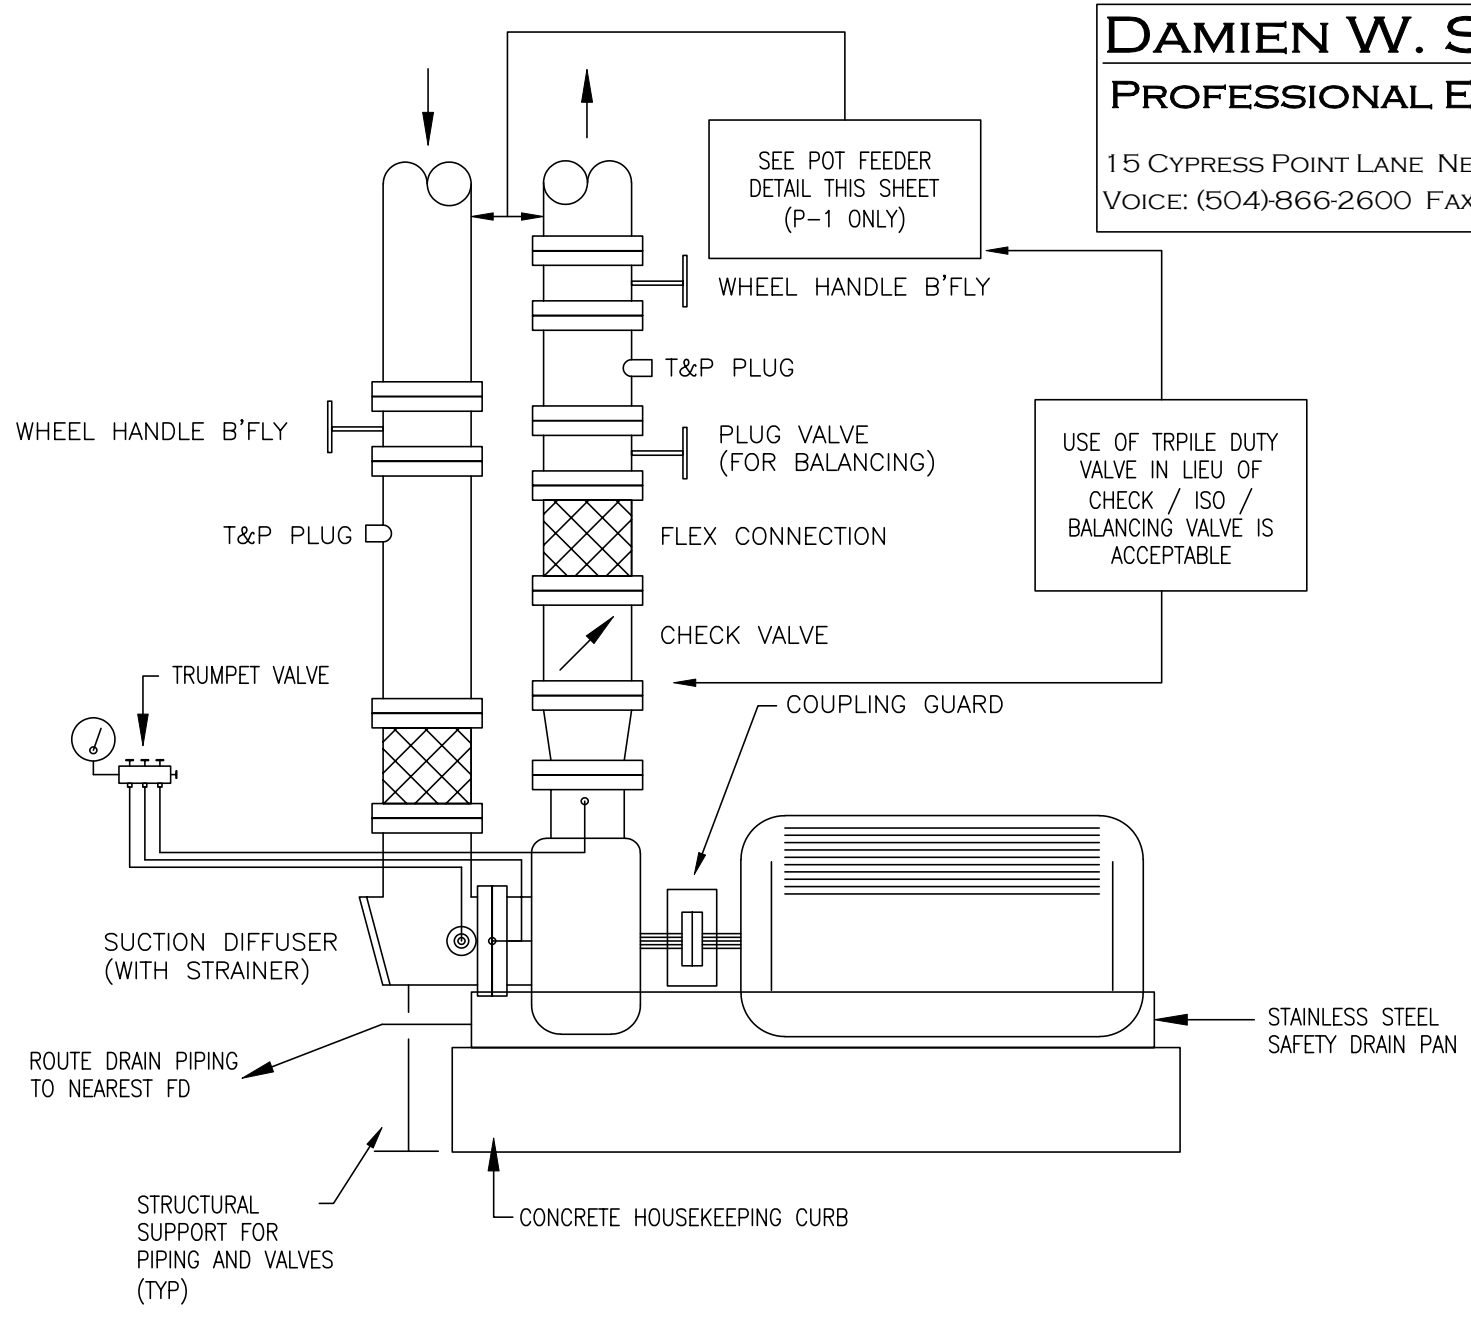 DAMIEN W.
PROFESSIONAL
15 CYPRESS POINT LANE
VOICE: (504)-866-2600 FAX
SEE POT FEEDER
DETAIL THIS SHEET
(P-1 ONLY)
WHEEL HANDLE B'FLY
T&P PLUG
WHEEL HANDLE B'FLY
PLUG VALVE
(FOR BALANCING)
USE OF TRPILE DUTY
VALVE IN LIEU OF
CHECK / ISO /
BALANCING VALVE IS
ACCEPTABLE
T&P PLUG
FLEX CONNECTION
CHECK VALVE
TRUMPET VALVE
COUPLING GUARD
SUCTION DIFFUSER
(WITH STRAINER)
STAINLESS STEEL
SAFETY DRAIN PAN
ROUTE DRAIN PIPING
TO NEAREST FD
STRUCTURAL
SUPPORT FOR
PIPING AND VALVES
(TYP)
CONCRETE HOUSEKEEPING CURB